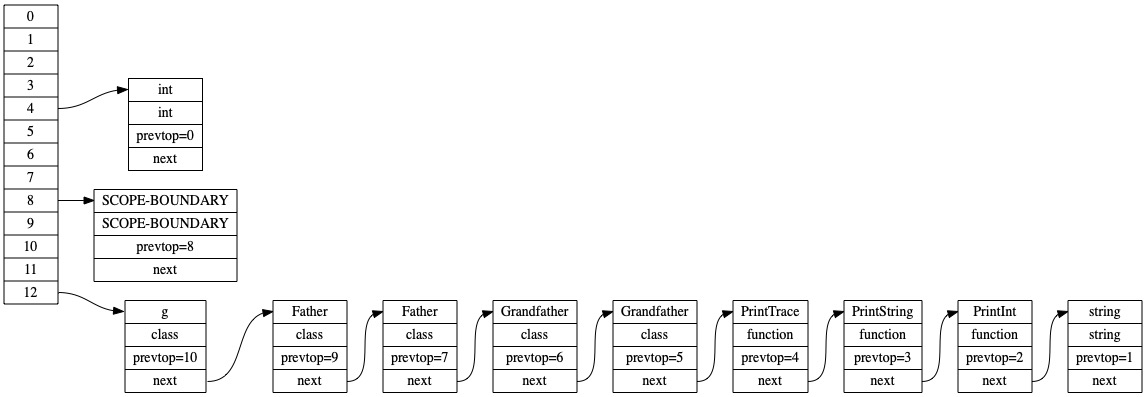 0
1
2
3
4
5
6
7
8
9
10
11
12
int
int
prevtop=0
next
SCOPE-BOUNDARY
SCOPE-BOUNDARY
prevtop=8
next
g
class
prevtop=10
next
Father
class
prevtop=9
next
Father
class
prevtop=7
next
Grandfather
class
prevtop=6
next
Grandfather
class
prevtop=5
next
PrintTrace
function
prevtop=4
next
PrintString
function
prevtop=3
next
PrintInt
function
prevtop=2
next
string
string
prevtop=1
next